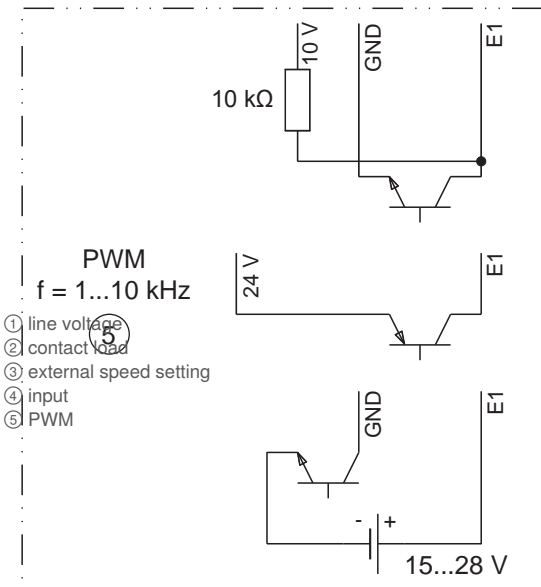 10 V
GND
E1
10 kΩ
PWM
f = 1...10 kHz
24 V
E1
5
① line voltage
② contact load
③ external speed setting
④ input
⑤ PWM
GND
E1
- +
15...28 V